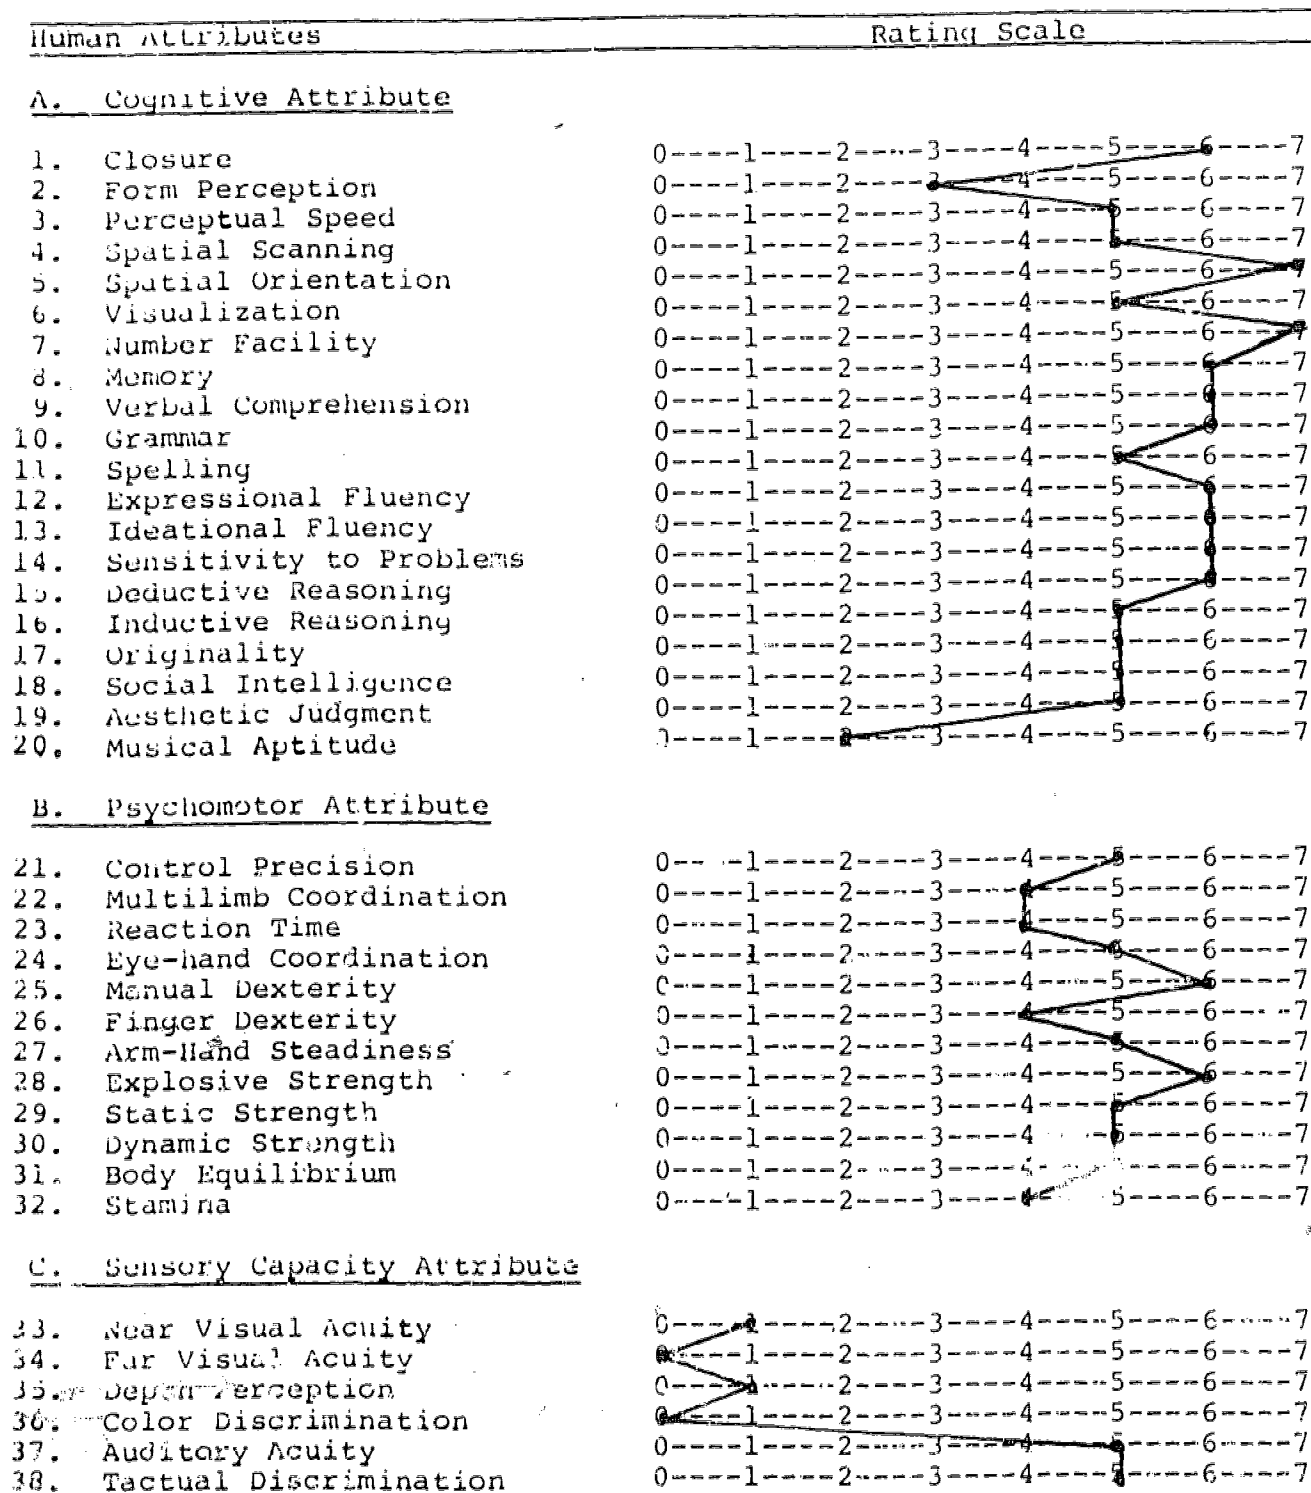 Human Attributes Rating Scale
A. Cognitive Attribute
1. Closure 0----1----2----3----4----5----6----7
2. Form Perception 0----1----2----3----4----5----6----7
3. Perceptual Speed 0----1----2----3----4----5----6----7
4. Spatial Scanning 0----1----2----3----4----5----6----7
5. Spatial Orientation 0----1----2----3----4----5----6----7
6. Visualization 0----1----2----3----4----5----6----7
7. Number Facility 0----1----2----3----4----5----6----7
8. Memory 0----1----2----3----4----5----6----7
9. Verbal Comprehension 0----1----2----3----4----5----6----7
10. Grammar 0----1----2----3----4----5----6----7
11. Spelling 0----1----2----3----4----5----6----7
12. Expressional Fluency 0----1----2----3----4----5----6----7
13. Ideational Fluency 0----1----2----3----4----5----6----7
14. Sensitivity to Problems 0----1----2----3----4----5----6----7
15. Deductive Reasoning 0----1----2----3----4----5----6----7
16. Inductive Reasoning 0----1----2----3----4----5----6----7
17. Originality 0----1----2----3----4----5----6----7
18. Social Intelligence 0----1----2----3----4----5----6----7
19. Aesthetic Judgment 0----1----2----3----4----5----6----7
20. Musical Aptitude 0----1----2----3----4----5----6----7
B. Psychomotor Attribute
21. Control Precision 0----1----2----3----4----5----6----7
22. Multilimb Coordination 0----1----2----3----4----5----6----7
23. Reaction Time 0----1----2----3----4----5----6----7
24. Eye-hand Coordination 0----1----2----3----4----5----6----7
25. Manual Dexterity 0----1----2----3----4----5----6----7
26. Finger Dexterity 0----1----2----3----4----5----6----7
27. Arm-Hand Steadiness 0----1----2----3----4----5----6----7
28. Explosive Strength 0----1----2----3----4----5----6----7
29. Static Strength 0----1----2----3----4----5----6----7
30. Dynamic Strength 0----1----2----3----4----5----6----7
31. Body Equilibrium 0----1----2----3----4----5----6----7
32. Stamina 0----1----2----3----4----5----6----7
C. Sensory Capacity Attribute
33. Near Visual Acuity 0----1----2----3----4----5----6----7
34. Far Visual Acuity 0----1----2----3----4----5----6----7
35. Depth Perception 0----1----2----3----4----5----6----7
36. Color Discrimination 0----1----2----3----4----5----6----7
37. Auditory Acuity 0----1----2----3----4----5----6----7
38. Tactual Discrimination 0----1----2----3----4----5----6----7